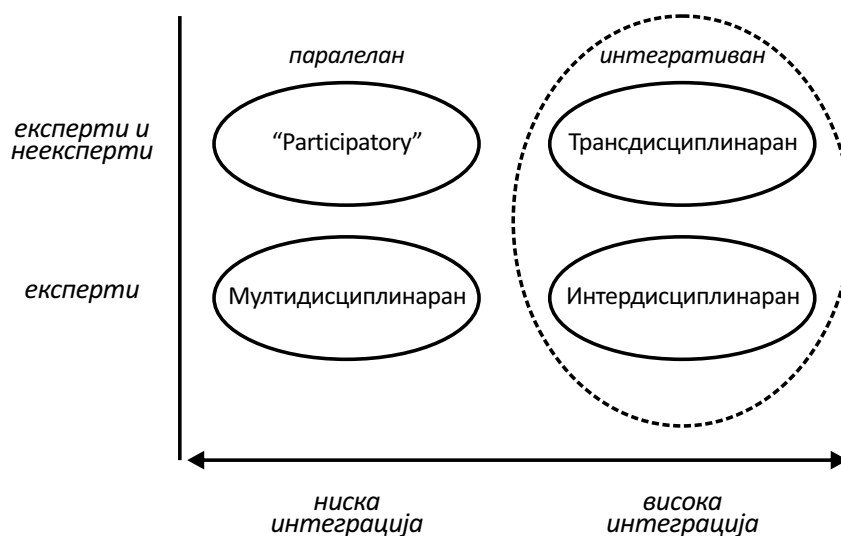 паралелан
интегративан
експерти и
неексперти
“Participatory”
Трансдисциплинаран
експерти
Мултидисциплинаран
Интердисциплинаран
ниска
интеграција
висока
интеграција